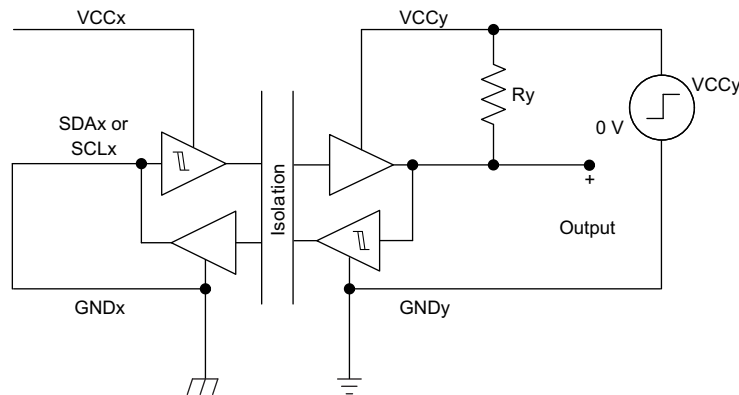 VCCx
VCCy
Ry
VCCy
0 V
SDAx or
SCLx
Isolation
+
Output
GNDx
GNDy